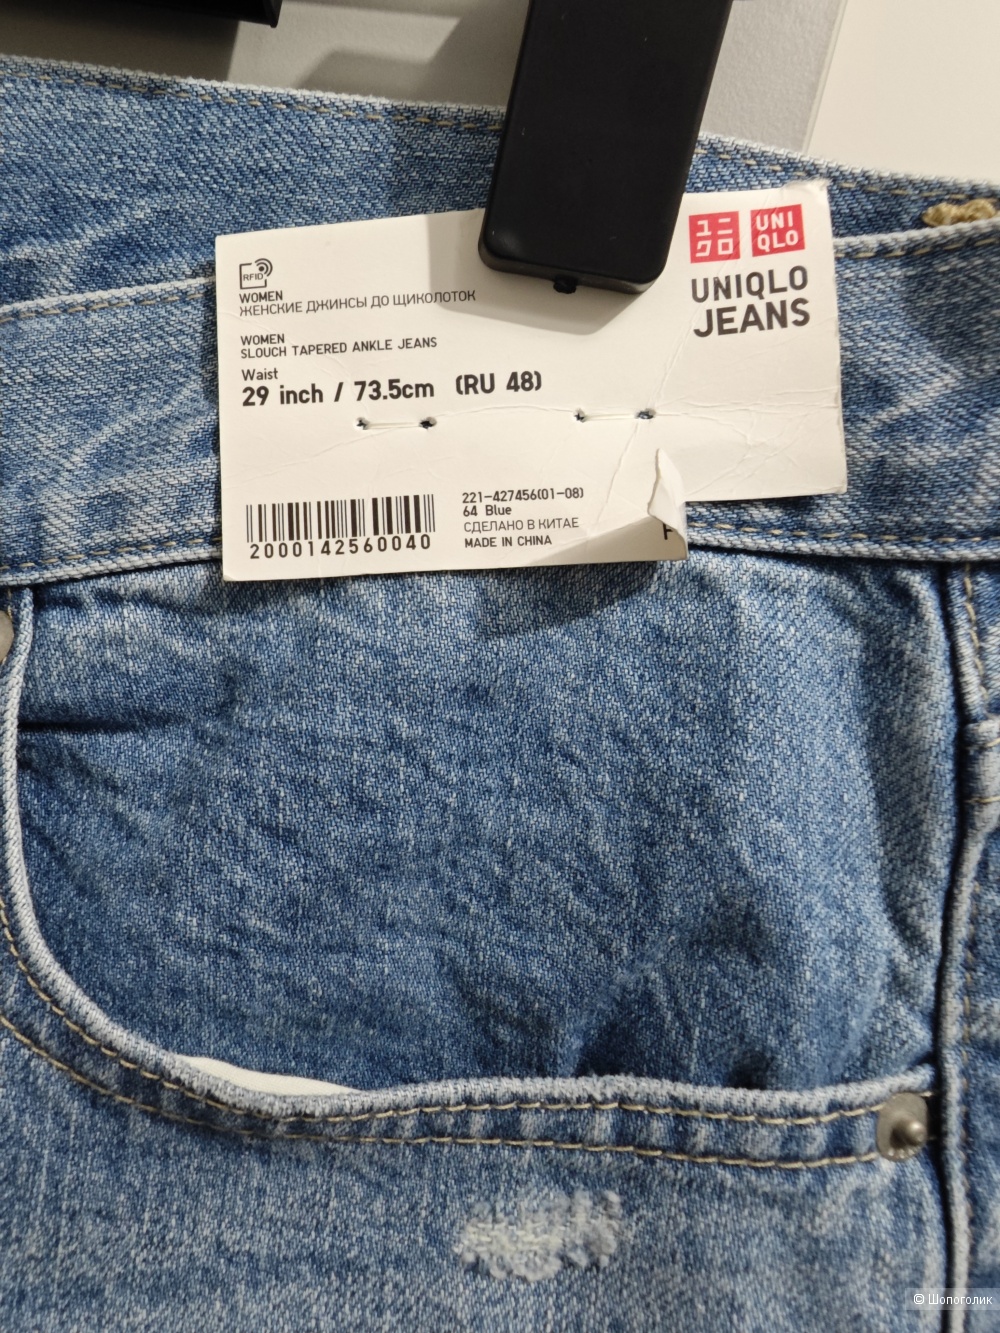 RFID
WOMEN
ЖЕНСКИЕ ДЖИНСЫ ДО ЩИКОЛОТОК
WOMEN
SLOUCH TAPERED ANKLE JEANS
Waist
29 inch / 73.5cm (RU 48)
ユニ
クロ
UNI
QLO
UNIQLO
JEANS
2000142560040
221-427456(01-08)
64 Blue
СДЕЛАНО В КИТАЕ
MADE IN CHINA
© Шопоголик